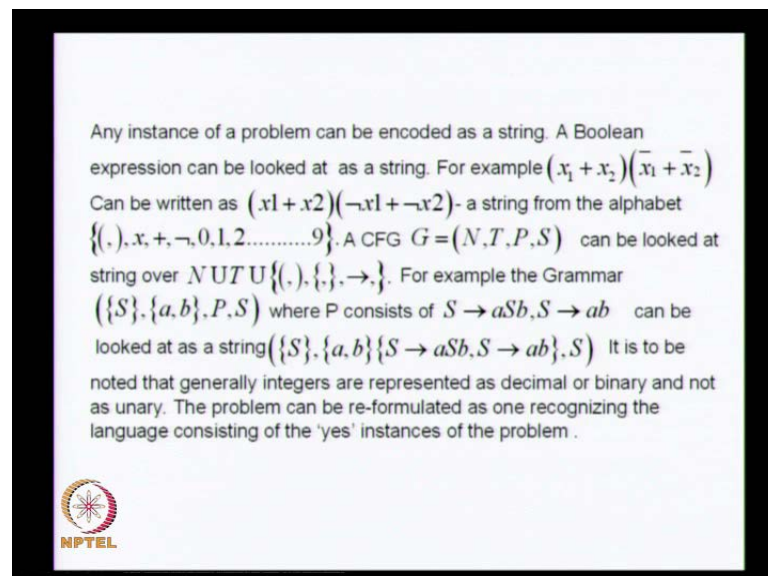 Any instance of a problem can be encoded as a string. A Boolean
expression can be looked at as a string. For example (x₁ + x₂)(x̅₁ + x̅₂)
Can be written as (x1+x2)(¬x1+¬x2)- a string from the alphabet
{(,),x,+,¬,0,1,2...........9}. A CFG G=(N,T,P,S) can be looked at
string over NUTU{(,),{,},→,}. For example the Grammar
({S},{a,b},P,S) where P consists of S → aSb,S → ab can be
looked at as a string({S},{a,b}{S → aSb,S → ab},S) It is to be
noted that generally integers are represented as decimal or binary and not
as unary. The problem can be re-formulated as one recognizing the
language consisting of the 'yes' instances of the problem .
NPTEL